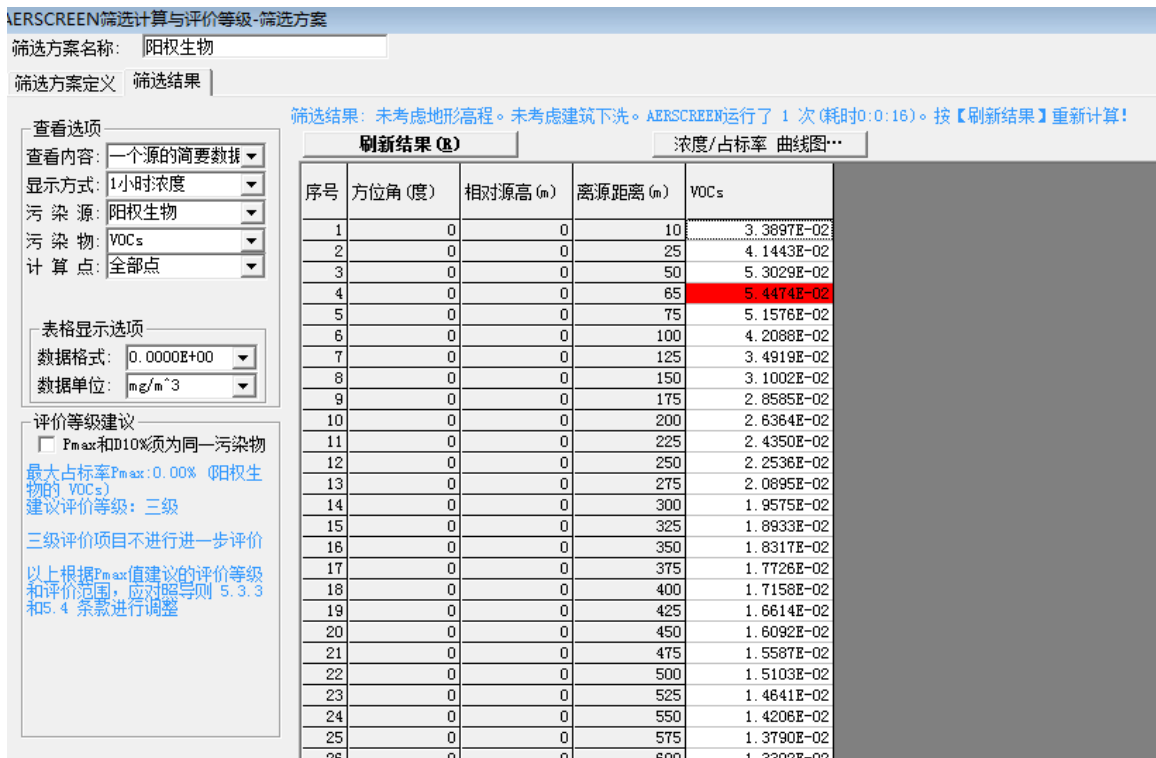 AERSCREEN筛选计算与评价等级-筛选方案
筛选方案名称: 阳权生物
筛选方案定义 筛选结果
筛选结果: 未考虑地形高程。未考虑建筑下洗。AERSCREEN运行了 1 次(耗时0:0:16)。按【刷新结果】重新计算!
刷新结果(R) 浓度/占标率 曲线图…
查看选项
查看内容: 一个源的简要数据
显示方式: 1小时浓度
污 染 源: 阳权生物
污 染 物: VOCs
计 算 点: 全部点
表格显示选项
数据格式: 0.0000E+00
数据单位: mg/m^3
评价等级建议
Pmax和D10%须为同一污染物
最大占标率Pmax:0.00% (阳权生
物的 VOCs)
建议评价等级: 三级
三级评价项目不进行进一步评价
以上根据Pmax值建议的评价等级
和评价范围,应对照导则 5.3.3
和5.4 条款进行调整
序号 方位角(度) 相对源高(m) 离源距离(m) VOCs
1 0 0 10 3.3897E-02
2 0 0 25 4.1443E-02
3 0 0 50 5.3029E-02
4 0 0 65 5.4474E-02
5 0 0 75 5.1576E-02
6 0 0 100 4.2088E-02
7 0 0 125 3.4919E-02
8 0 0 150 3.1002E-02
9 0 0 175 2.8585E-02
10 0 0 200 2.6364E-02
11 0 0 225 2.4350E-02
12 0 0 250 2.2536E-02
13 0 0 275 2.0895E-02
14 0 0 300 1.9575E-02
15 0 0 325 1.8933E-02
16 0 0 350 1.8317E-02
17 0 0 375 1.7726E-02
18 0 0 400 1.7158E-02
19 0 0 425 1.6614E-02
20 0 0 450 1.6092E-02
21 0 0 475 1.5587E-02
22 0 0 500 1.5103E-02
23 0 0 525 1.4641E-02
24 0 0 550 1.4206E-02
25 0 0 575 1.3790E-02